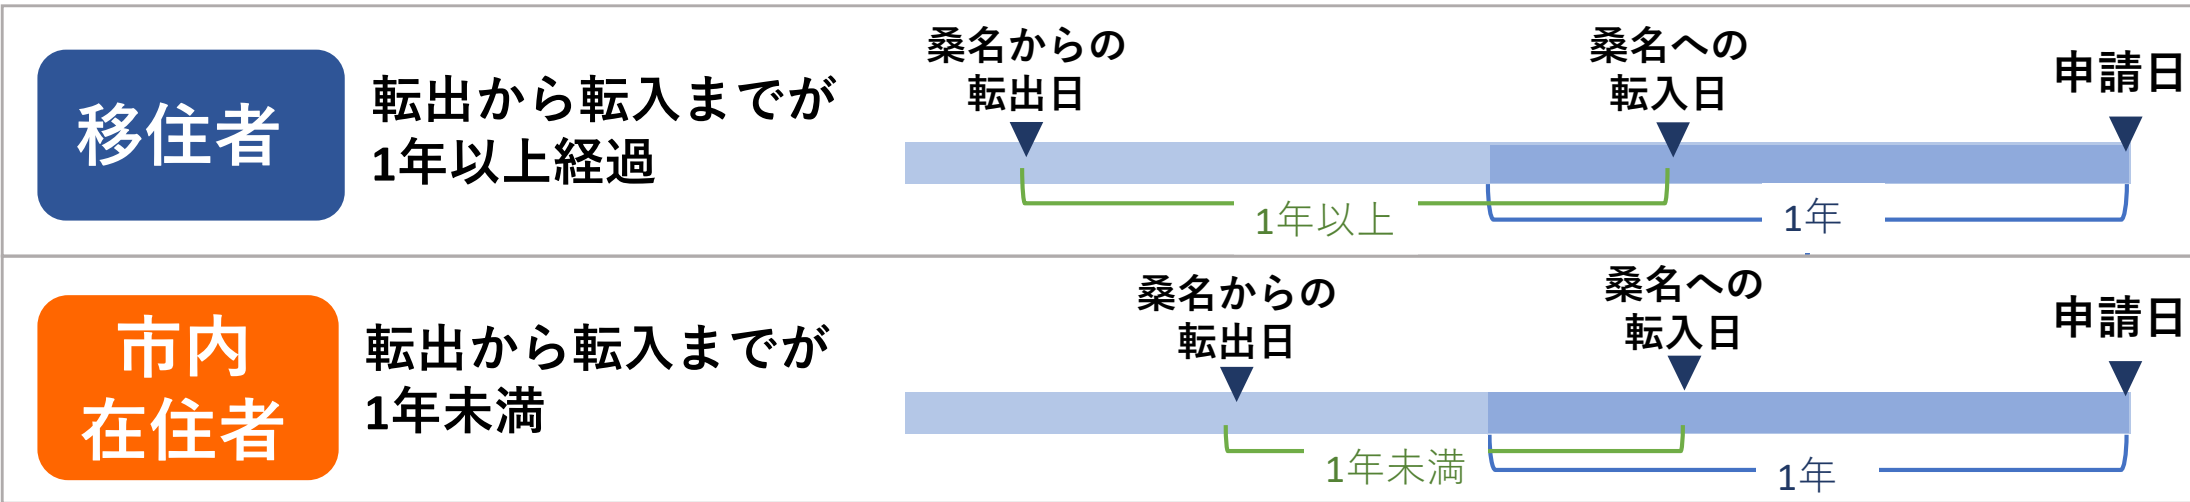 移住者
転出から転入までが
1年以上経過
桑名からの
転出日
桑名への
転入日
申請日
1年以上
1年
市内
在住者
転出から転入までが
1年未満
桑名からの
転出日
桑名への
転入日
申請日
1年未満
1年